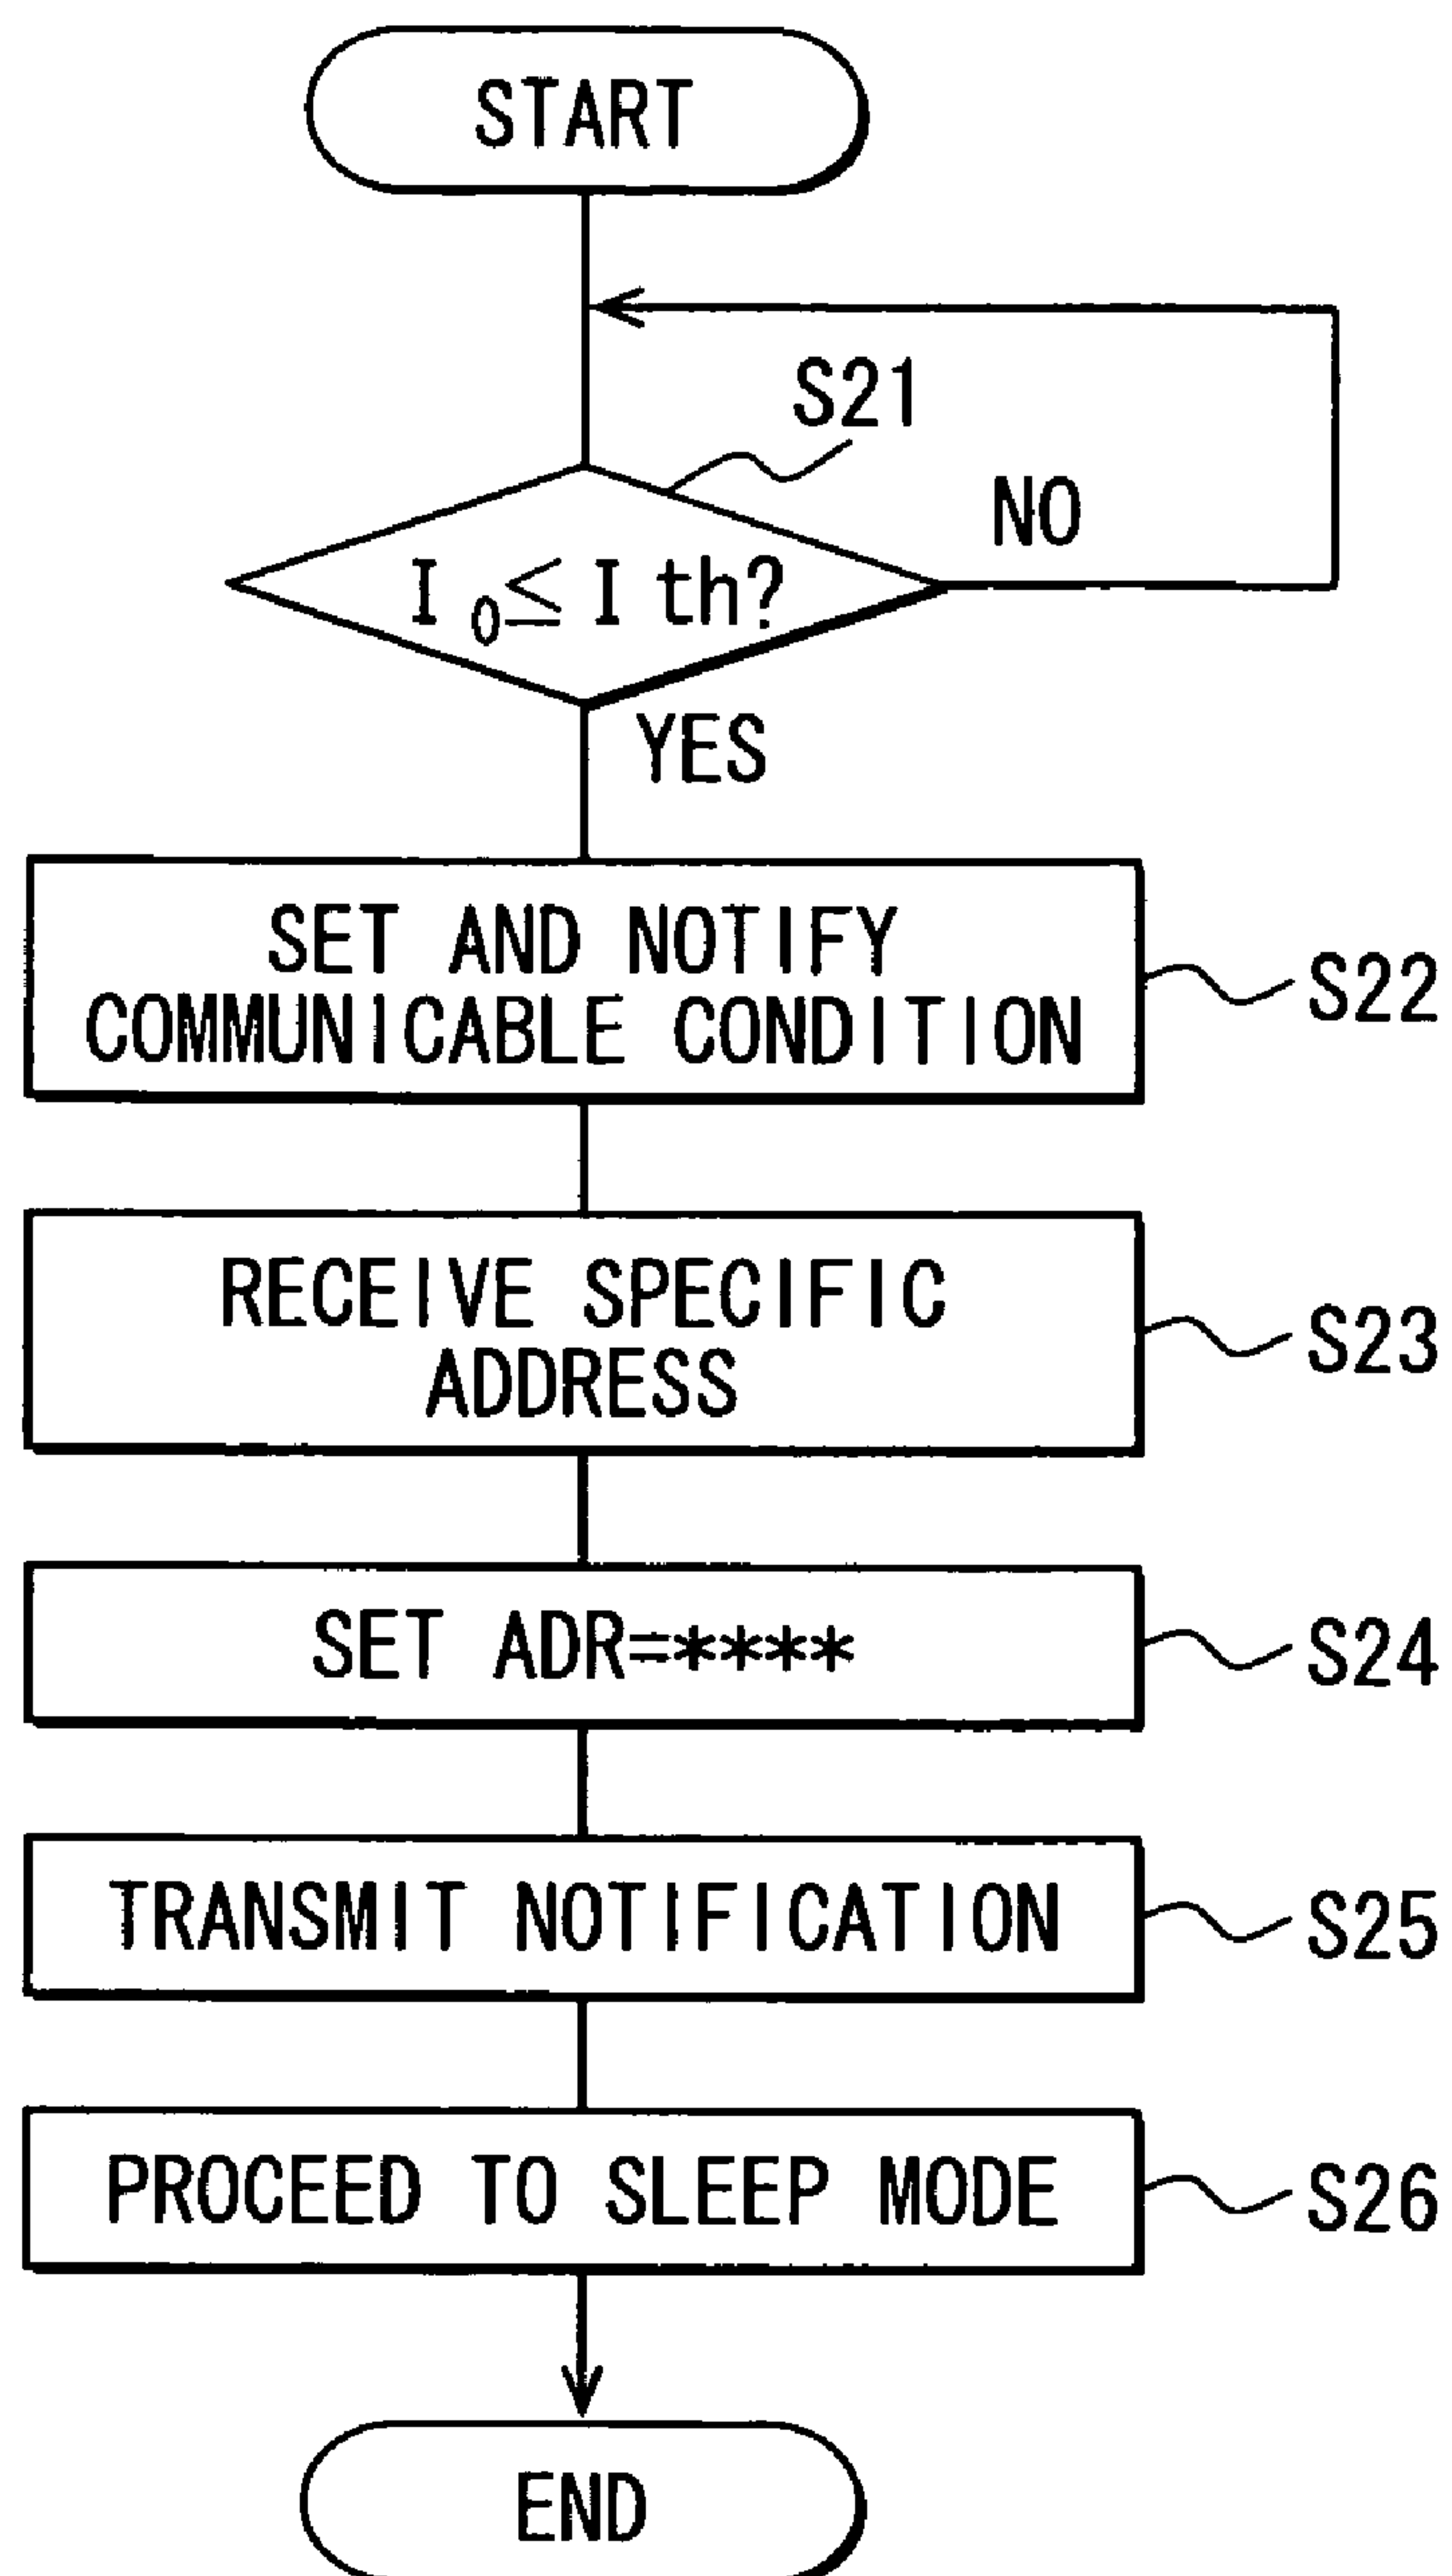 START
S21
NO
I₀≤ I th?
YES
SET AND NOTIFY
COMMUNICABLE CONDITION
S22
RECEIVE SPECIFIC
ADDRESS
S23
SET ADR=****
S24
TRANSMIT NOTIFICATION
S25
PROCEED TO SLEEP MODE
S26
END